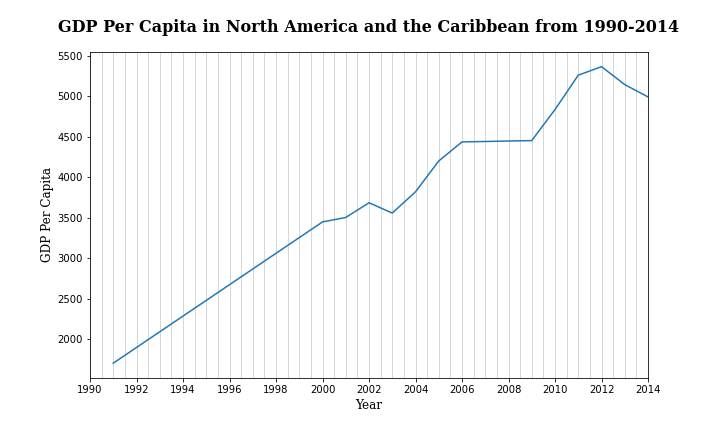 GDP Per Capita in North America and the Caribbean from 1990-2014
5500
5000
4500
4000
3500
3000
2500
2000
GDP Per Capita
1990 1992 1994 1996 1998 2000 2002 2004 2006 2008 2010 2012 2014
Year